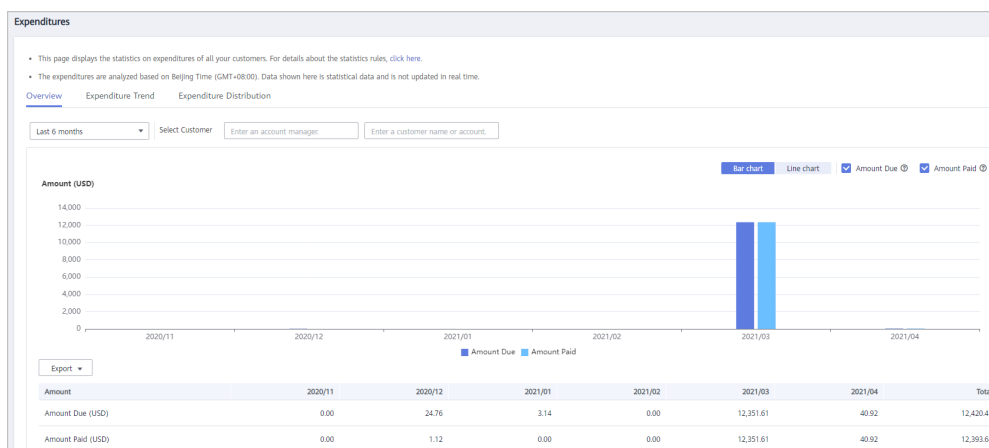 Expenditures
• This page displays the statistics on expenditures of all your customers. For details about the statistics rules, click here.
• The expenditures are analyzed based on Beijing Time (GMT+08:00). Data shown here is statistical data and is not updated in real time.
Overview Expenditure Trend Expenditure Distribution
Last 6 months Select Customer Enter an account manager. Enter a customer name or account.
Bar chart Line chart Amount Due Amount Paid
Amount (USD)
14,000
12,000
10,000
8,000
6,000
4,000
2,000
0
2020/11 2020/12 2021/01 2021/02 2021/03 2021/04
Amount Due Amount Paid
Export
Amount 2020/11 2020/12 2021/01 2021/02 2021/03 2021/04 Tota
Amount Due (USD) 0.00 24.76 3.14 0.00 12,351.61 40.92 12,420.4
Amount Paid (USD) 0.00 1.12 0.00 0.00 12,351.61 40.92 12,393.6